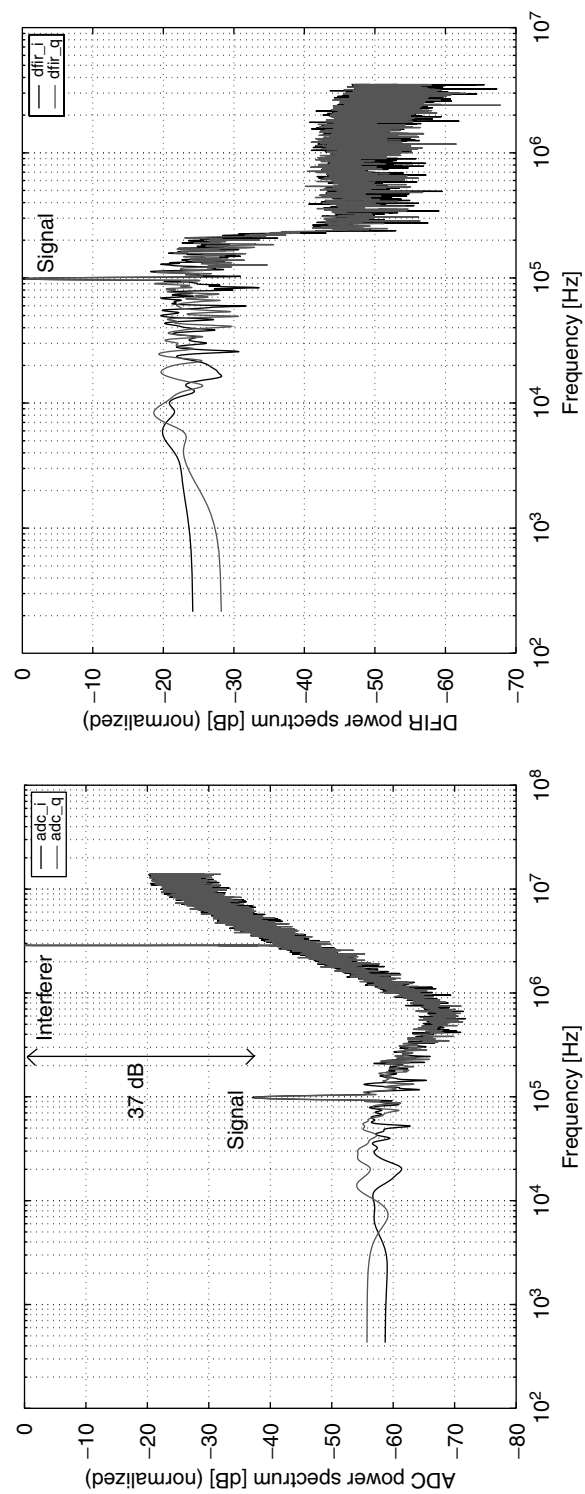 ADC power spectrum [dB] (normalized)
0
−10
−20
−30
−40
−50
−60
−70
−80
10²
10³
10⁴
10⁵
10⁶
10⁷
10⁸
Frequency [Hz]
adc_i
adc_q
Interferer
37 dB
Signal
DFIR power spectrum [dB] (normalized)
0
−10
−20
−30
−40
−50
−60
−70
10²
10³
10⁴
10⁵
10⁶
10⁷
Frequency [Hz]
dfir_i
dfir_q
Signal